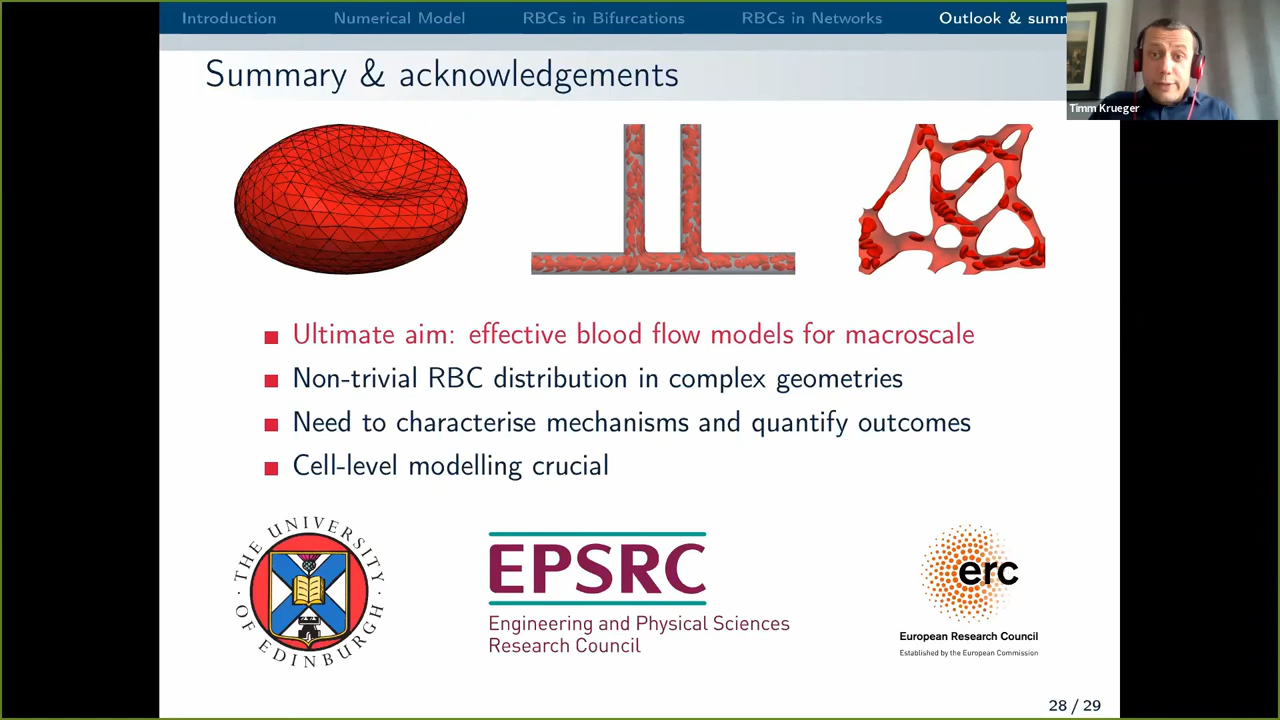 Introduction
Numerical Model
RBCs in Bifurcations
RBCs in Networks
Outlook & summ
Timm Krueger
Summary & acknowledgements
Ultimate aim: effective blood flow models for macroscale
Non-trivial RBC distribution in complex geometries
Need to characterise mechanisms and quantify outcomes
Cell-level modelling crucial
THE UNIVERSITY OF EDINBURGH
EPSRC
Engineering and Physical Sciences
Research Council
erc
European Research Council
Established by the European Commission
28 / 29